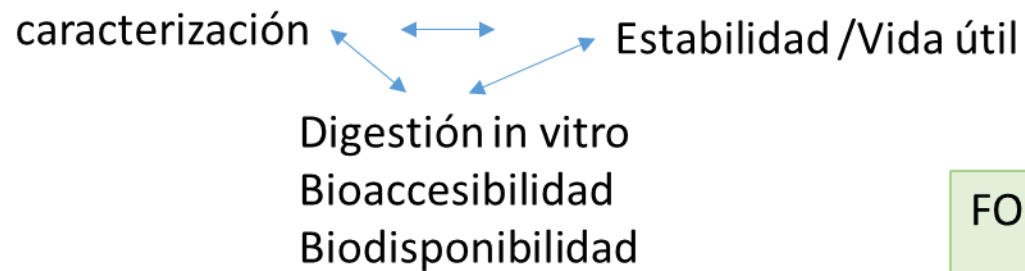 caracterización
Estabilidad /Vida útil
Digestión in vitro
Bioaccesibilidad
Biodisponibilidad
FO